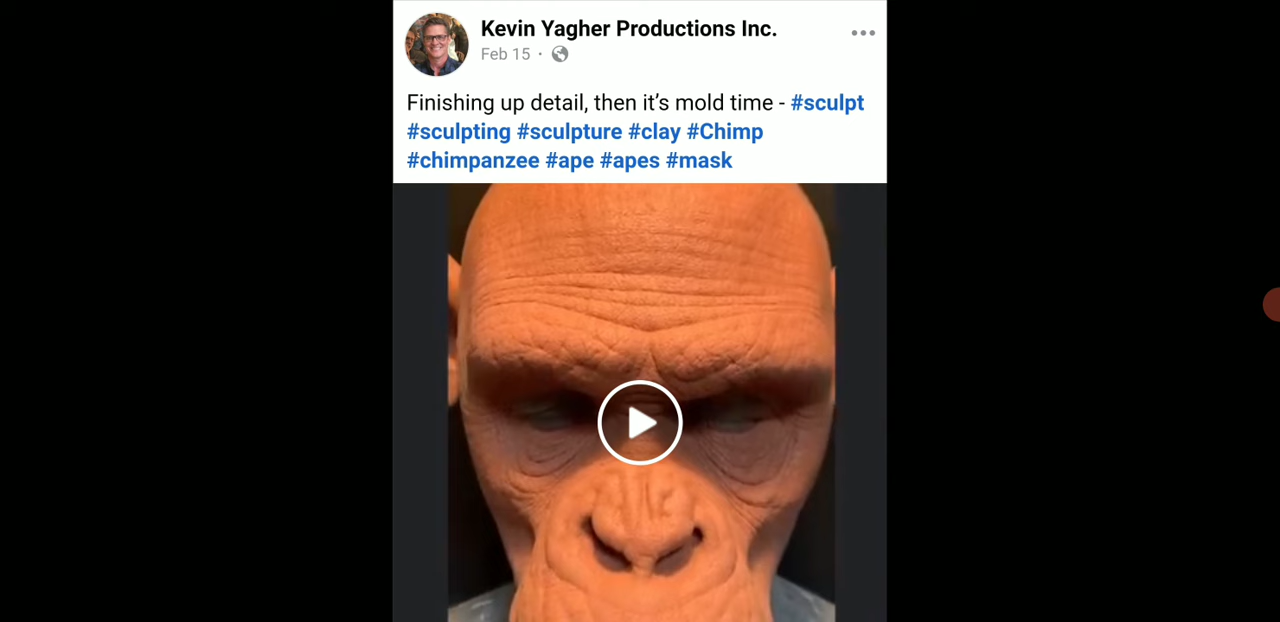 Kevin Yagher Productions Inc.
Feb 15 ·
Finishing up detail, then it’s mold time - #sculpt
#sculpting #sculpture #clay #Chimp
#chimpanzee #ape #apes #mask